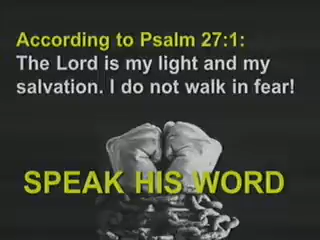 According to Psalm 27:1:
The Lord is my light and my
salvation. I do not walk in fear!
SPEAK HIS WORD